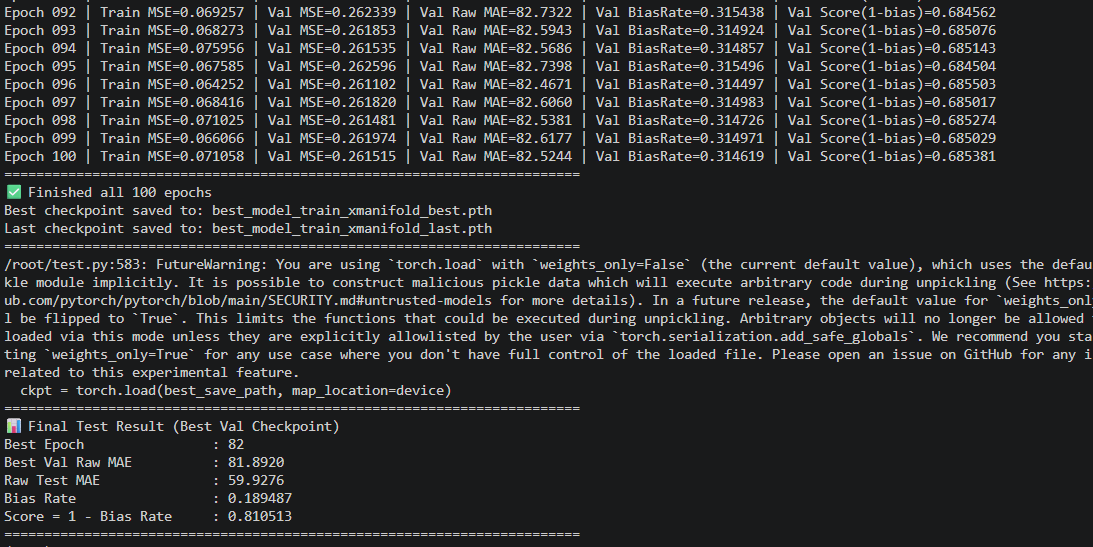 Epoch 092 | Train MSE=0.069257 | Val MSE=0.262339 | Val Raw MAE=82.7322 | Val BiasRate=0.315438 | Val Score(1-bias)=0.684562
Epoch 093 | Train MSE=0.068273 | Val MSE=0.261853 | Val Raw MAE=82.5943 | Val BiasRate=0.314924 | Val Score(1-bias)=0.685076
Epoch 094 | Train MSE=0.075956 | Val MSE=0.261535 | Val Raw MAE=82.5686 | Val BiasRate=0.314857 | Val Score(1-bias)=0.685143
Epoch 095 | Train MSE=0.067585 | Val MSE=0.262596 | Val Raw MAE=82.7398 | Val BiasRate=0.315496 | Val Score(1-bias)=0.684504
Epoch 096 | Train MSE=0.064252 | Val MSE=0.261102 | Val Raw MAE=82.4671 | Val BiasRate=0.314497 | Val Score(1-bias)=0.685503
Epoch 097 | Train MSE=0.068416 | Val MSE=0.261820 | Val Raw MAE=82.6060 | Val BiasRate=0.314983 | Val Score(1-bias)=0.685017
Epoch 098 | Train MSE=0.071025 | Val MSE=0.261481 | Val Raw MAE=82.5381 | Val BiasRate=0.314726 | Val Score(1-bias)=0.685274
Epoch 099 | Train MSE=0.066066 | Val MSE=0.261974 | Val Raw MAE=82.6177 | Val BiasRate=0.314971 | Val Score(1-bias)=0.685029
Epoch 100 | Train MSE=0.071058 | Val MSE=0.261515 | Val Raw MAE=82.5244 | Val BiasRate=0.314619 | Val Score(1-bias)=0.685381
========================================================================
✅ Finished all 100 epochs
Best checkpoint saved to: best_model_train_xmanifold_best.pth
Last checkpoint saved to: best_model_train_xmanifold_last.pth
========================================================================
/root/test.py:583: FutureWarning: You are using `torch.load` with `weights_only=False` (the current default value), which uses the defau
kle module implicitly. It is possible to construct malicious pickle data which will execute arbitrary code during unpickling (See https:
ub.com/pytorch/pytorch/blob/main/SECURITY.md#untrusted-models for more details). In a future release, the default value for `weights_onl
l be flipped to `True`. This limits the functions that could be executed during unpickling. Arbitrary objects will no longer be allowed
loaded via this mode unless they are explicitly allowlisted by the user via `torch.serialization.add_safe_globals`. We recommend you sta
ting `weights_only=True` for any use case where you don't have full control of the loaded file. Please open an issue on GitHub for any i
related to this experimental feature.
  ckpt = torch.load(best_save_path, map_location=device)
========================================================================
📊 Final Test Result (Best Val Checkpoint)
Best Epoch                : 82
Best Val Raw MAE          : 81.8920
Raw Test MAE              : 59.9276
Bias Rate                 : 0.189487
Score = 1 - Bias Rate     : 0.810513
========================================================================